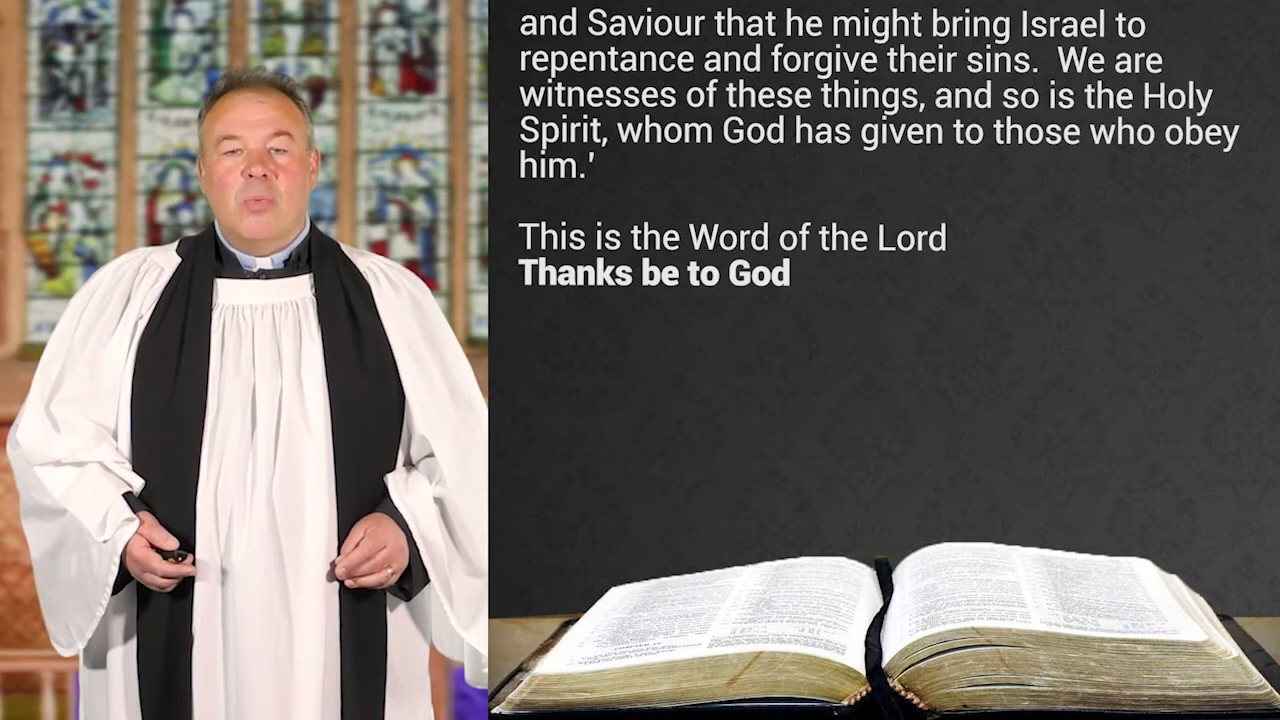 and Saviour that he might bring Israel to
repentance and forgive their sins.  We are
witnesses of these things, and so is the Holy
Spirit, whom God has given to those who obey
him.'
This is the Word of the Lord
Thanks be to God